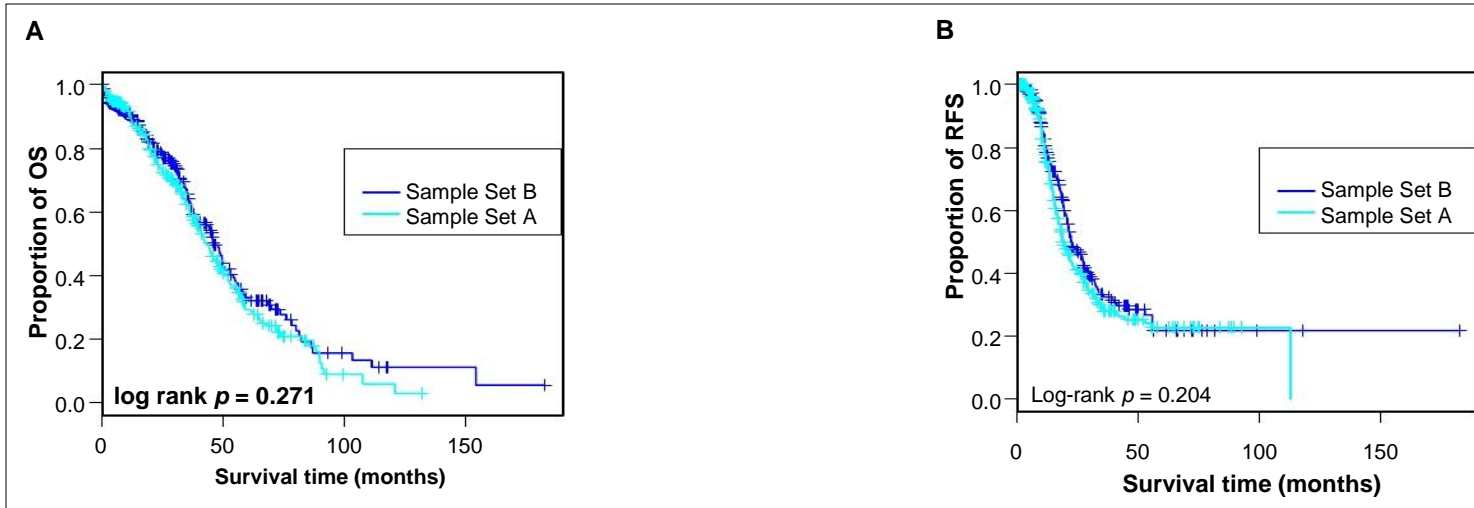 A
Proportion of OS
1.0
0.8
0.6
0.4
0.2
0.0
Sample Set B
Sample Set A
log rank p = 0.271
0 50 100 150
Survival time (months)
B
Proportion of RFS
1.0
0.8
0.6
0.4
0.2
0.0
Sample Set B
Sample Set A
Log-rank p = 0.204
0 50 100 150
Survival time (months)